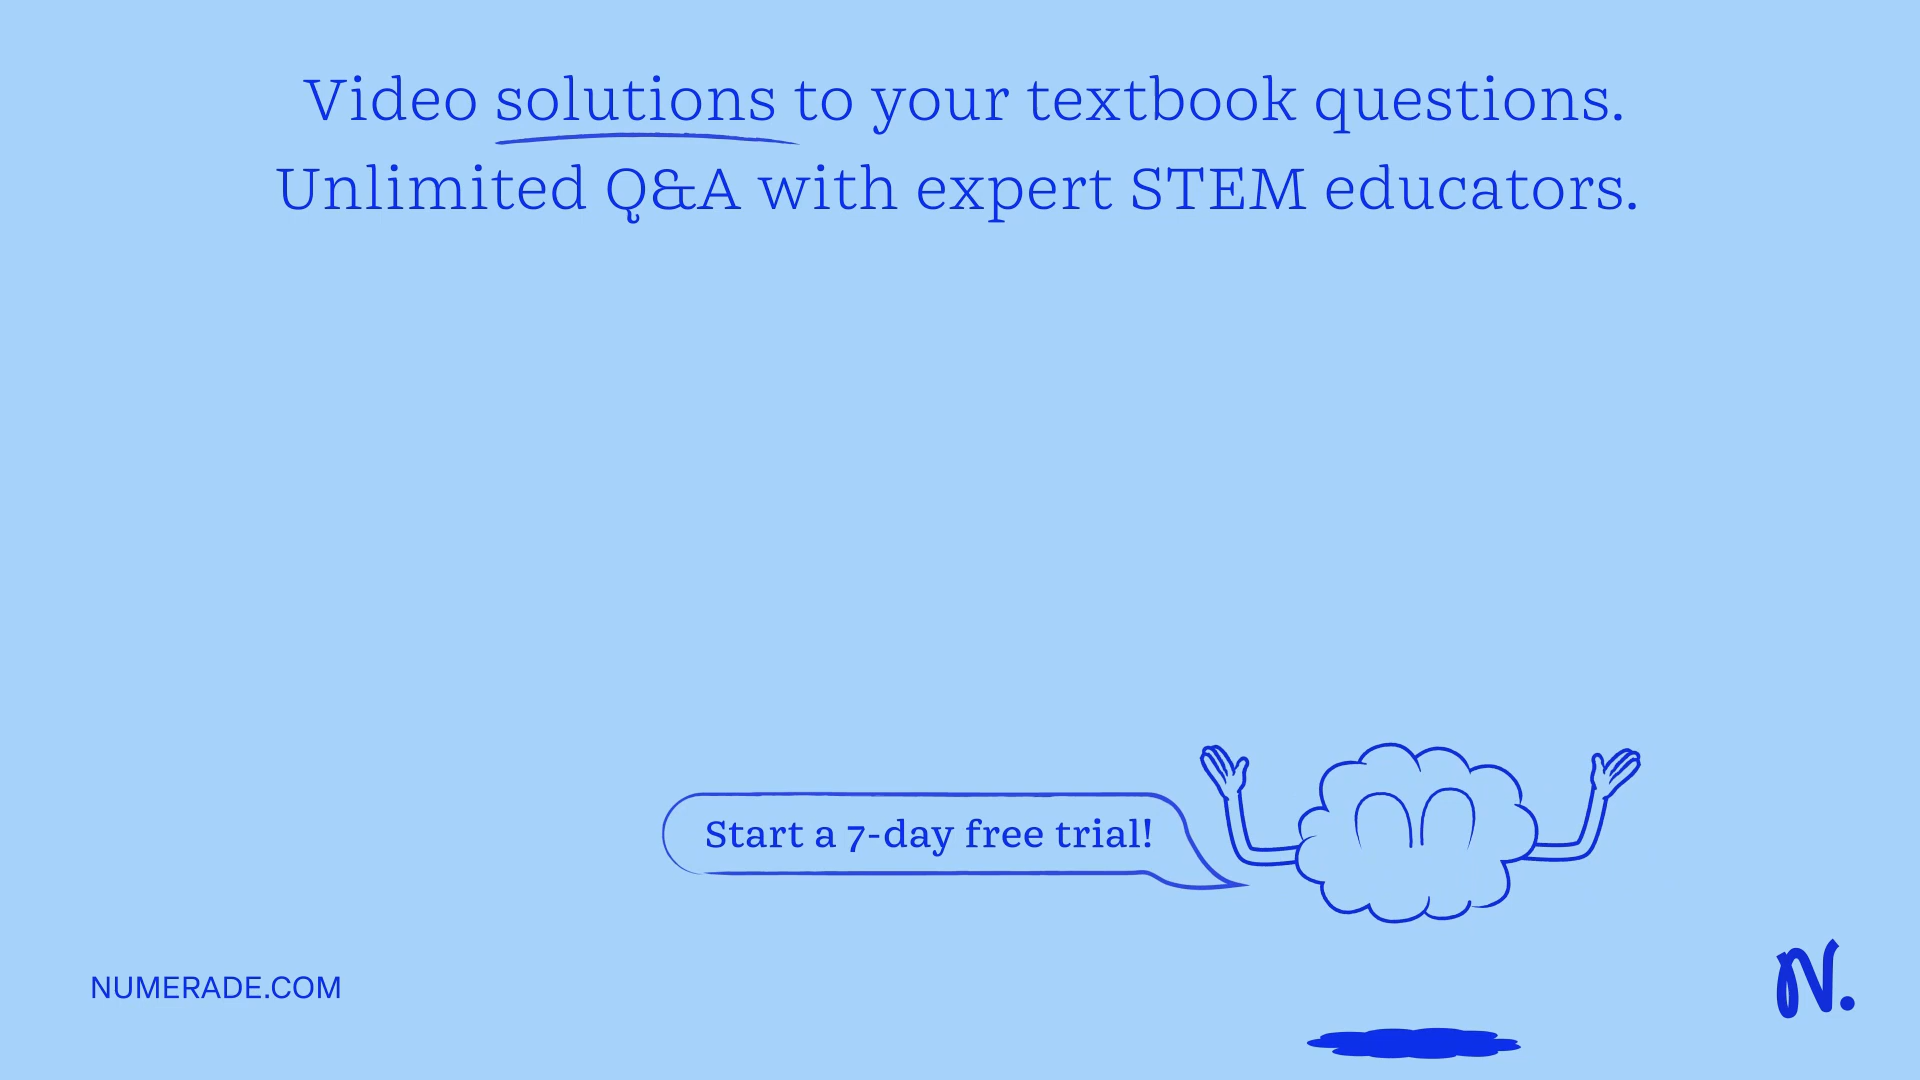 Video solutions to your textbook questions.
Unlimited Q&A with expert STEM educators.
Start a 7-day free trial!
NUMERADE.COM
N.